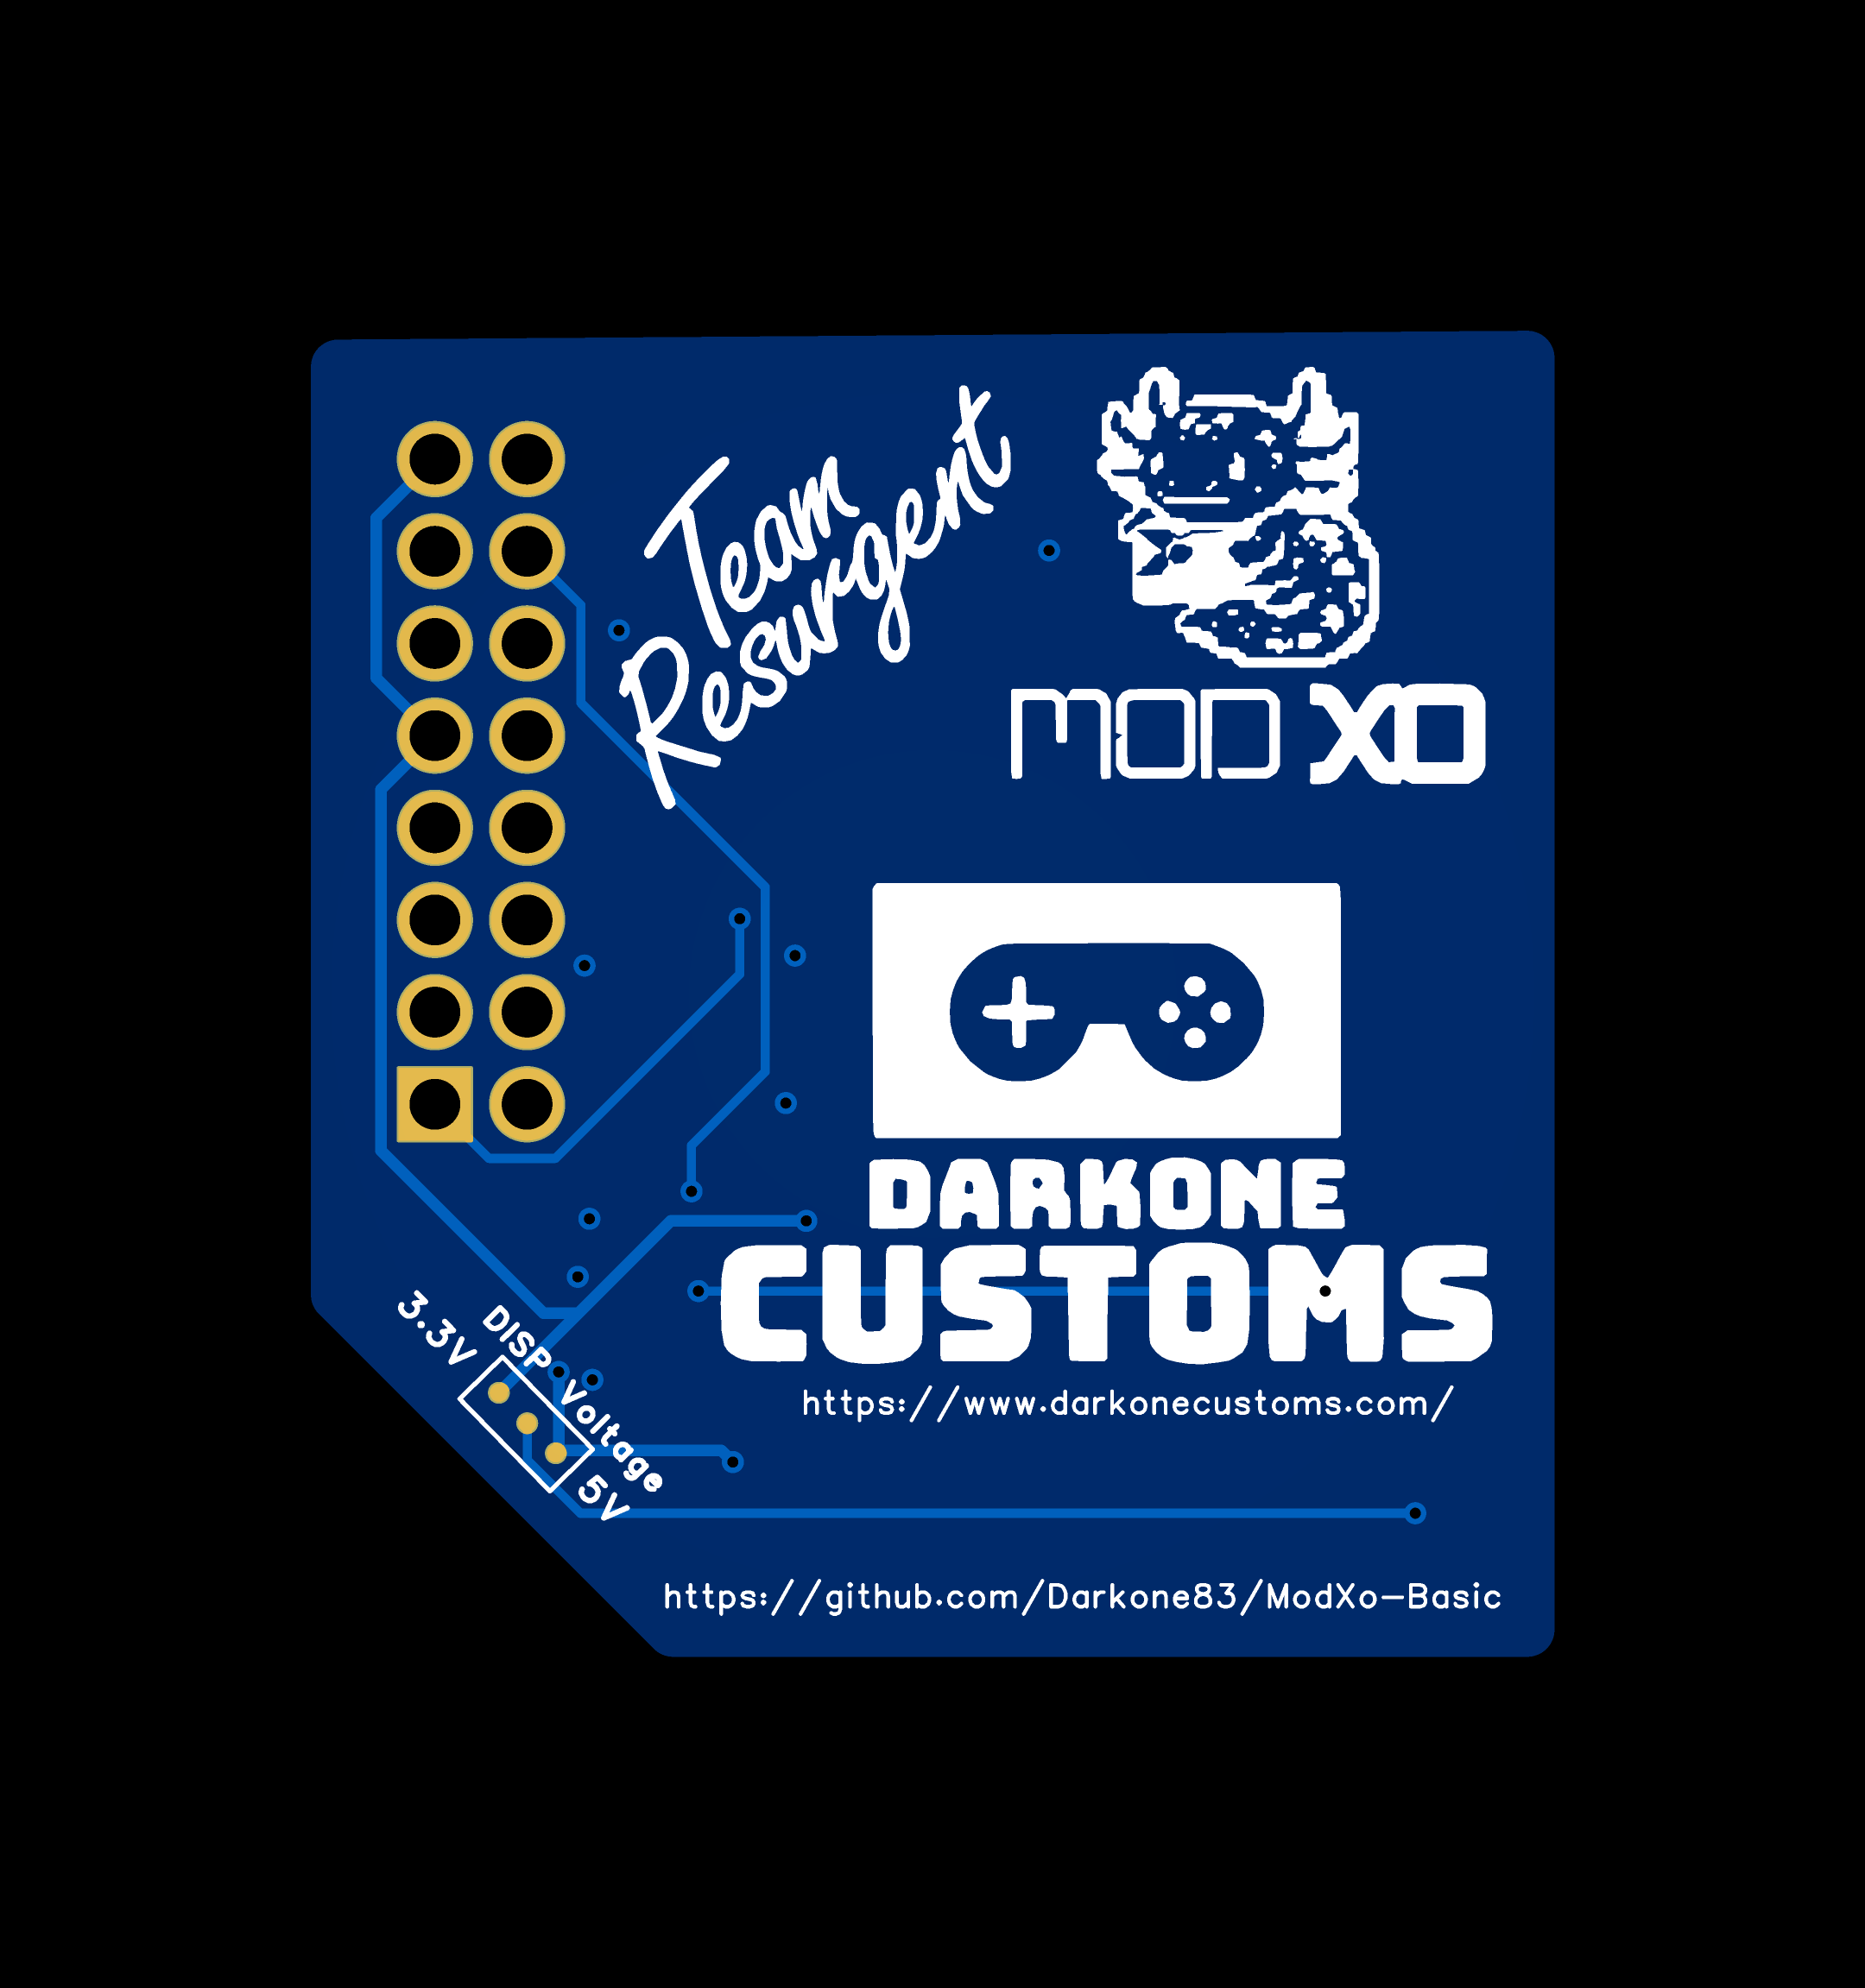 Team
Resurgent
MOD XO
DARKONE
CUSTOMS
https://www.darkonecustoms.com/
3.3V
DISP Voltage
5V
https://github.com/Darkone83/ModXo-Basic